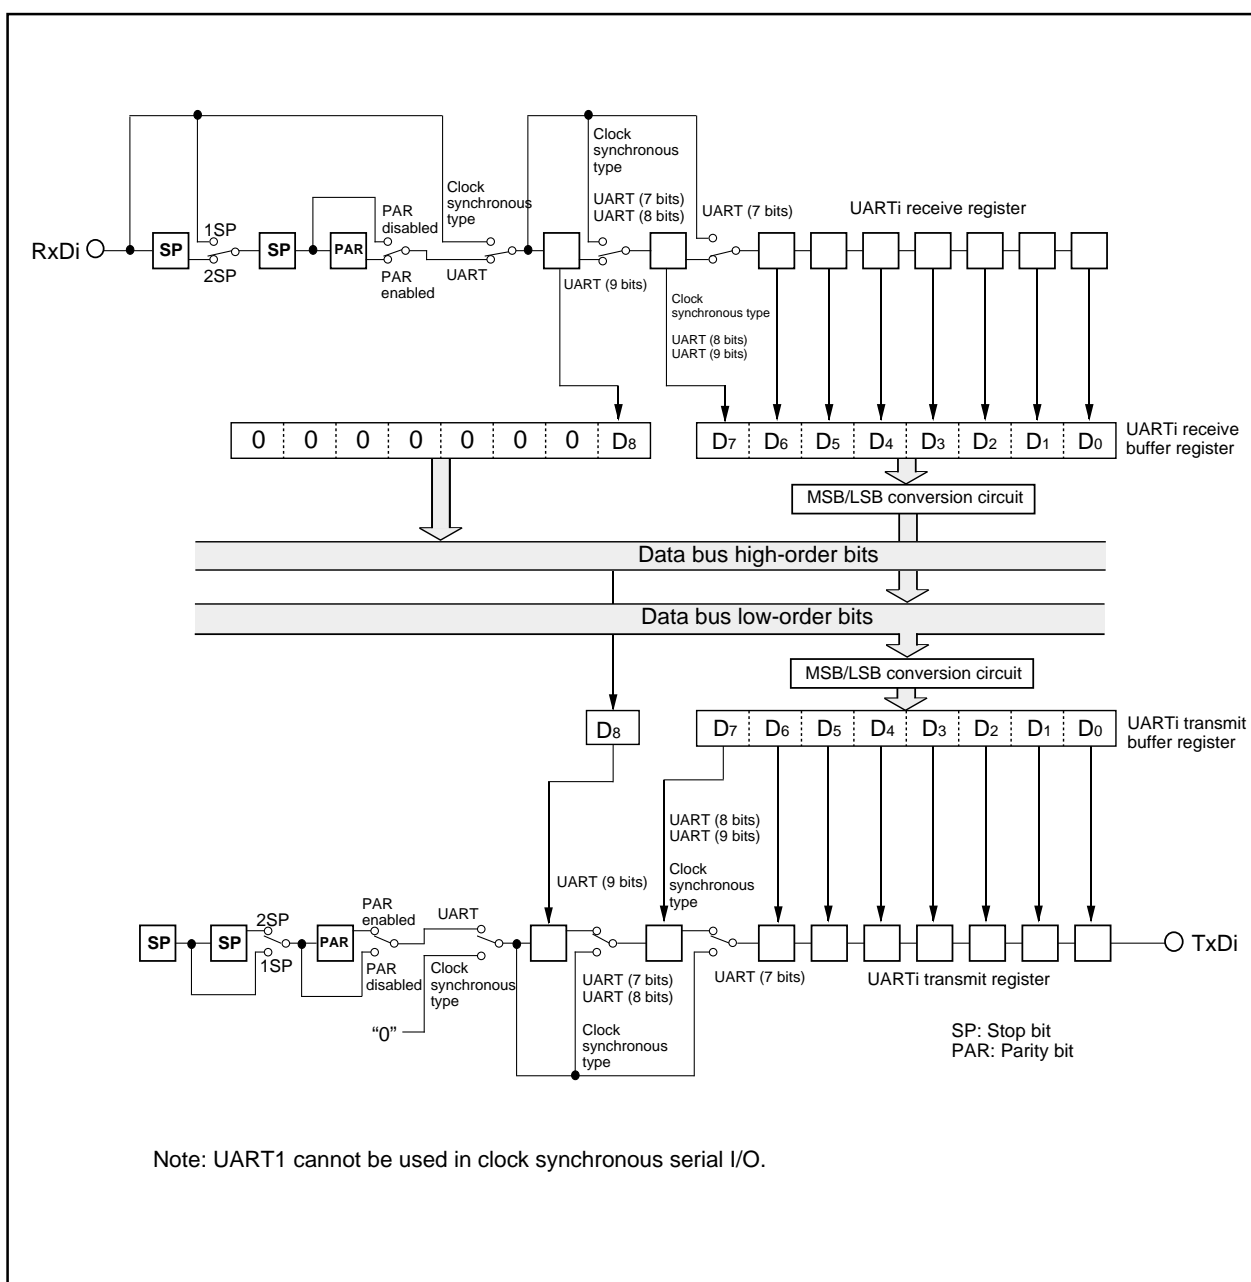 Clock
synchronous
type
UART (7 bits)
UART (8 bits)
Clock
synchronous
type
PAR
disabled
UART (7 bits)
UARTi receive register
1SP
RxDi
SP
SP
PAR
2SP
PAR
enabled
UART
UART (9 bits)
Clock
synchronous type
UART (8 bits)
UART (9 bits)
0 0 0 0 0 0 0 D8
D7 D6 D5 D4 D3 D2 D1 D0
UARTi receive
buffer register
MSB/LSB conversion circuit
Data bus high-order bits
Data bus low-order bits
MSB/LSB conversion circuit
D8
D7 D6 D5 D4 D3 D2 D1 D0
UARTi transmit
buffer register
UART (8 bits)
UART (9 bits)
Clock
synchronous
type
UART (9 bits)
PAR
enabled
2SP
UART
SP
SP
PAR
TxDi
1SP
PAR
disabled
Clock
synchronous
type
“0”
UART (7 bits)
UART (8 bits)
Clock
synchronous
type
UART (7 bits)
UARTi transmit register
SP: Stop bit
PAR: Parity bit
Note: UART1 cannot be used in clock synchronous serial I/O.